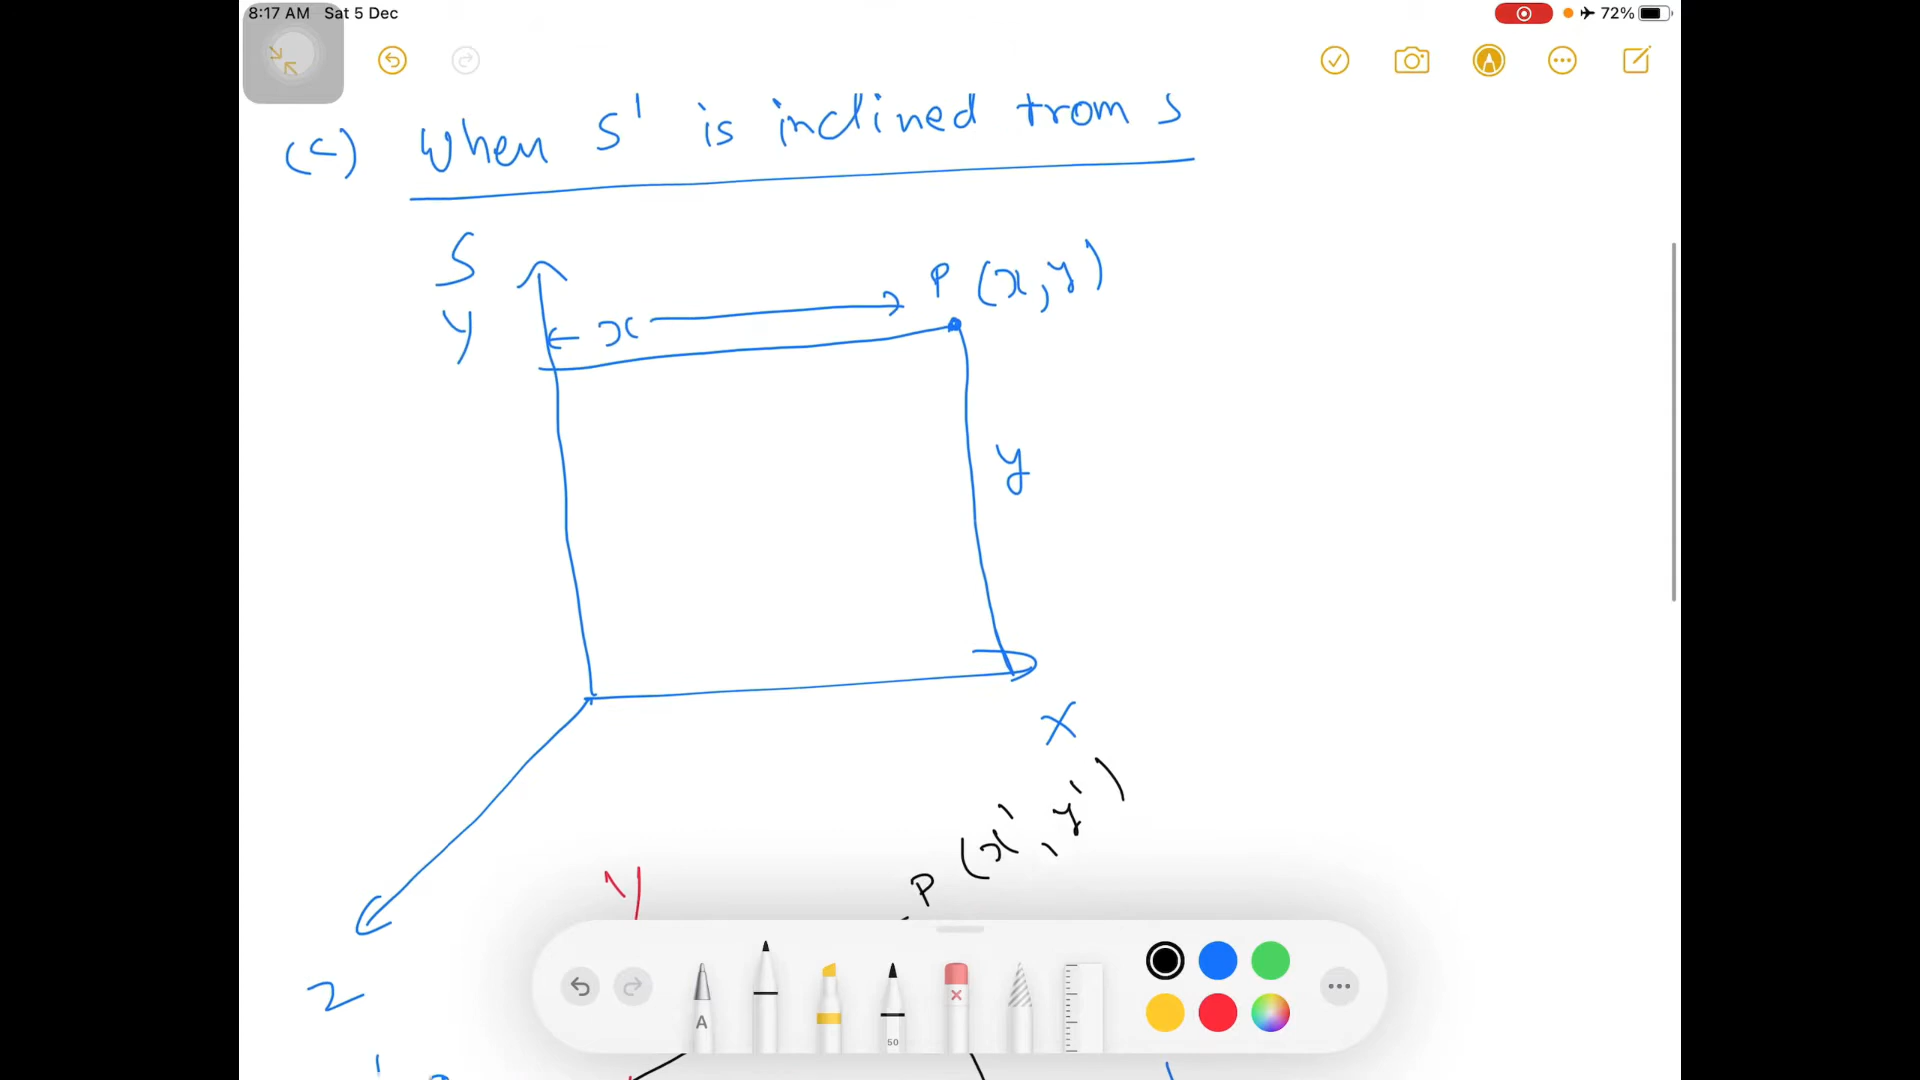 8:17 AM Sat 5 Dec
72%
(c) When S' is inclined from S
S
P (x, y)
Y
x
y
X
P (x', y')
Y
Z
A
50